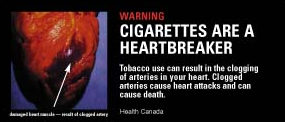 WARNING
CIGARETTES ARE A
HEARTBREAKER
Tobacco use can result in the clogging
of arteries in your heart. Clogged
arteries cause heart attacks and can
cause death.
Health Canada
damaged heart muscle — result of clogged artery